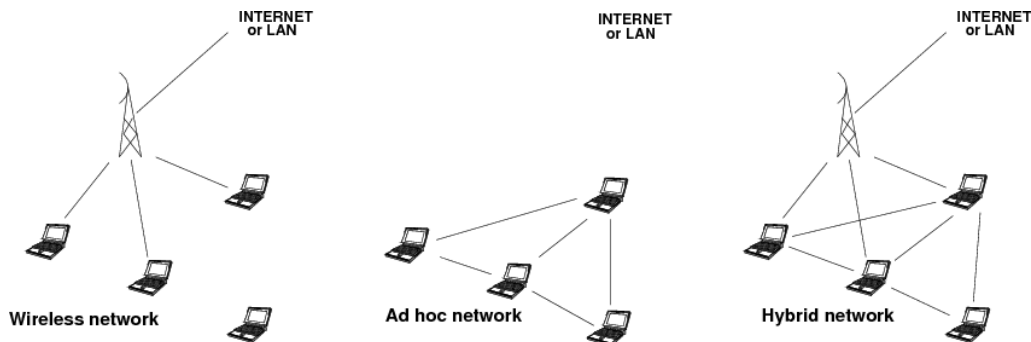 INTERNET
or LAN
INTERNET
or LAN
INTERNET
or LAN
Wireless network
Ad hoc network
Hybrid network